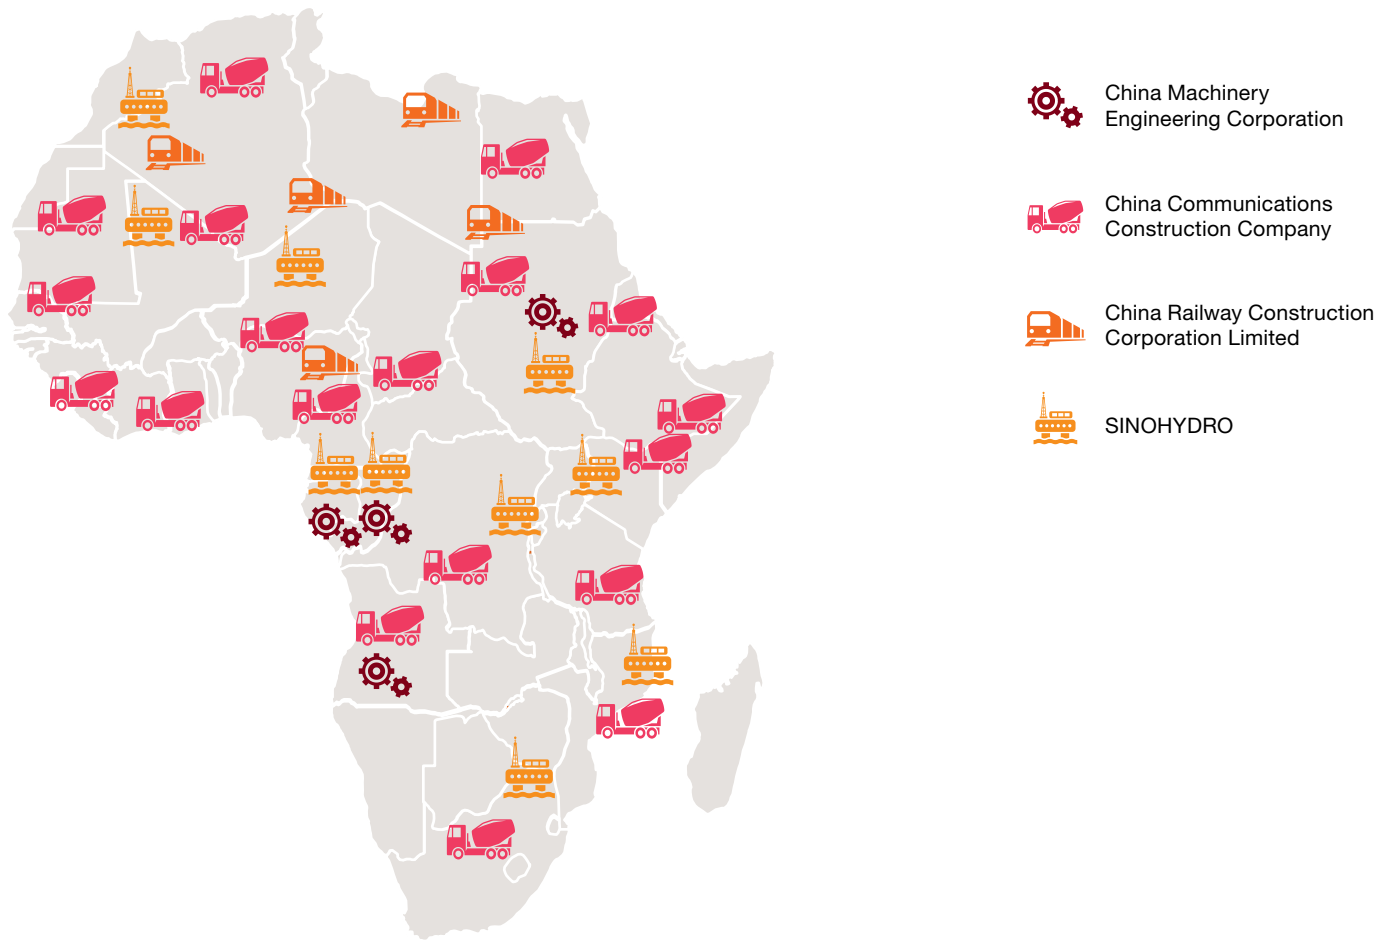 China Machinery
Engineering Corporation
China Communications
Construction Company
China Railway Construction
Corporation Limited
SINOHYDRO